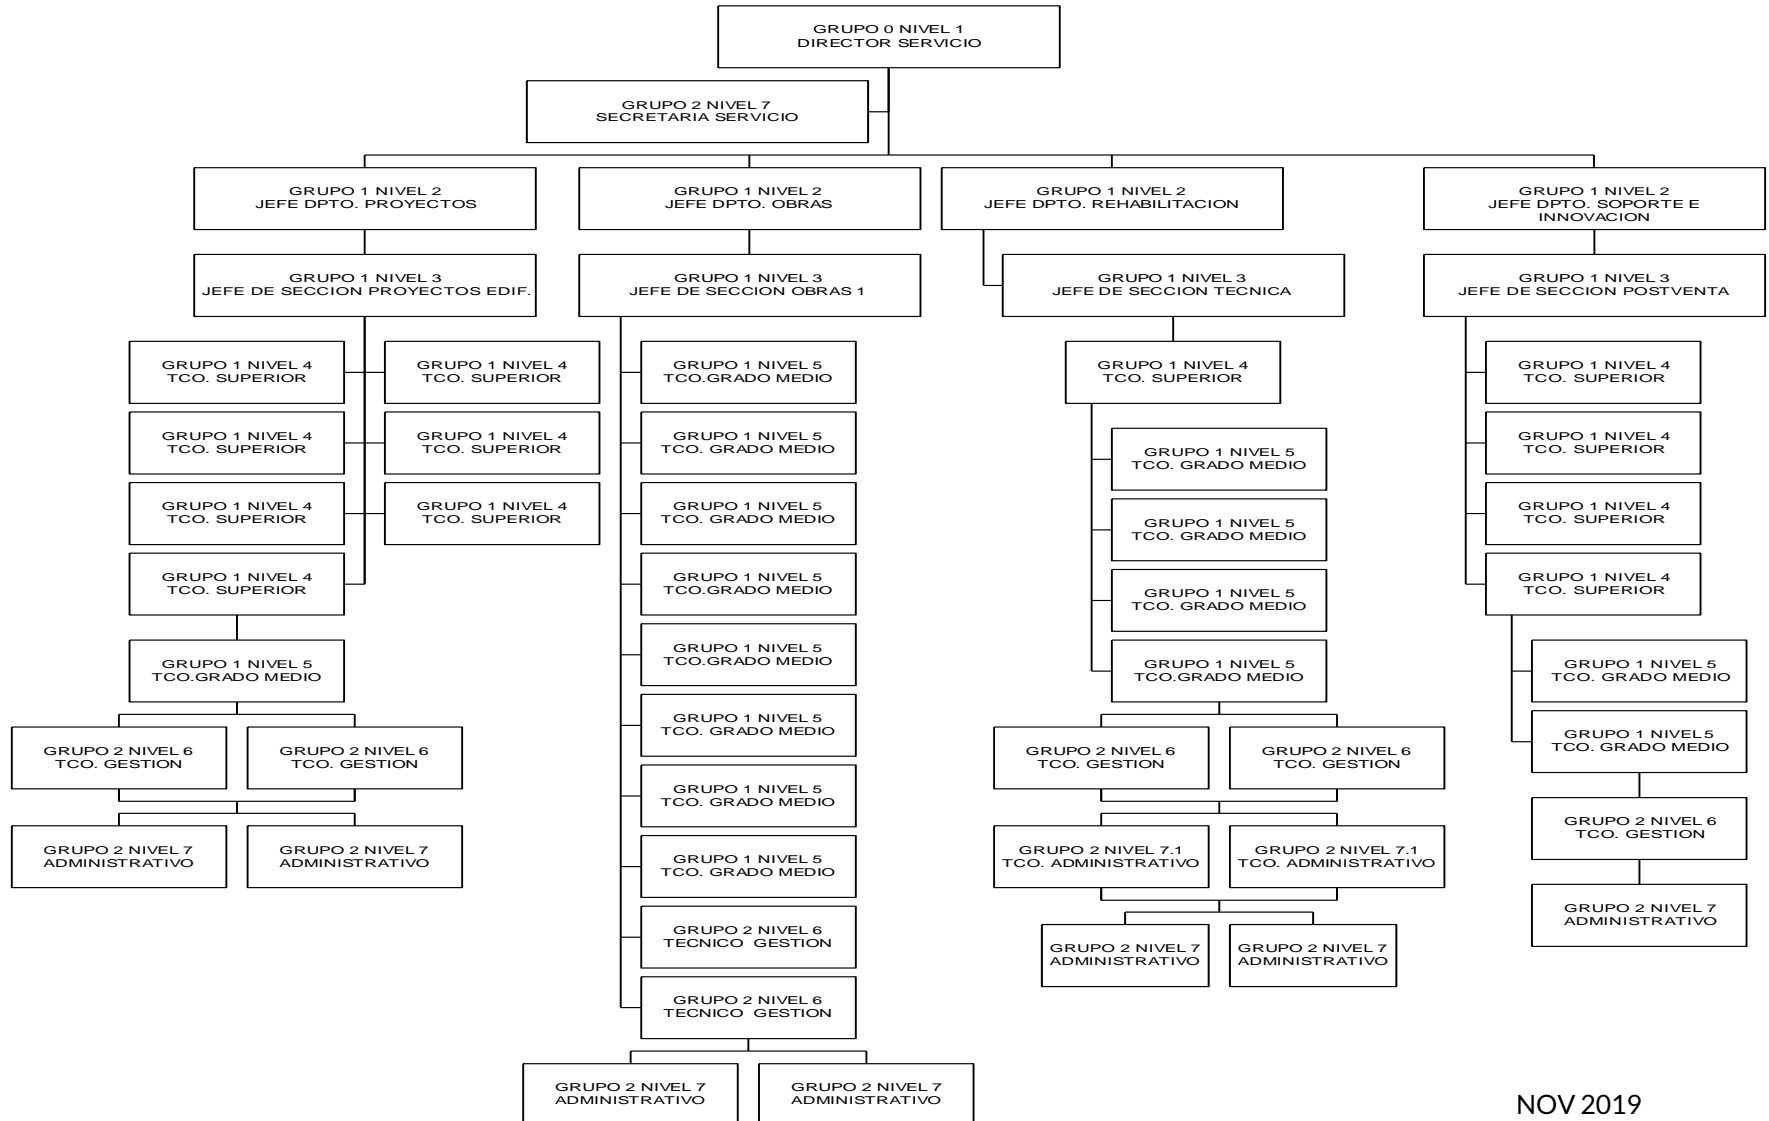 GRUPO 0 NIVEL 1
DIRECTOR SERVICIO
GRUPO 2 NIVEL 7
SECRETARIA SERVICIO
GRUPO 1 NIVEL 2
JEFE DPTO. PROYECTOS
GRUPO 1 NIVEL 2
JEFE DPTO. OBRAS
GRUPO 1 NIVEL 2
JEFE DPTO. REHABILITACION
GRUPO 1 NIVEL 2
JEFE DPTO. SOPORTE E
INNOVACION
GRUPO 1 NIVEL 3
JEFE DE SECCION PROYECTOS EDIF.
GRUPO 1 NIVEL 3
JEFE DE SECCION OBRAS 1
GRUPO 1 NIVEL 3
JEFE DE SECCION TECNICA
GRUPO 1 NIVEL 3
JEFE DE SECCION POSTVENTA
GRUPO 1 NIVEL 4
TCO. SUPERIOR
GRUPO 1 NIVEL 4
TCO. SUPERIOR
GRUPO 1 NIVEL 4
TCO. SUPERIOR
GRUPO 1 NIVEL 4
TCO. SUPERIOR
GRUPO 1 NIVEL 4
TCO. SUPERIOR
GRUPO 1 NIVEL 4
TCO. SUPERIOR
GRUPO 1 NIVEL 4
TCO. SUPERIOR
GRUPO 1 NIVEL 5
TCO.GRADO MEDIO
GRUPO 2 NIVEL 6
TCO. GESTION
GRUPO 2 NIVEL 6
TCO. GESTION
GRUPO 2 NIVEL 7
ADMINISTRATIVO
GRUPO 2 NIVEL 7
ADMINISTRATIVO
GRUPO 1 NIVEL 5
TCO.GRADO MEDIO
GRUPO 1 NIVEL 5
TCO. GRADO MEDIO
GRUPO 1 NIVEL 5
TCO. GRADO MEDIO
GRUPO 1 NIVEL 5
TCO.GRADO MEDIO
GRUPO 1 NIVEL 5
TCO.GRADO MEDIO
GRUPO 1 NIVEL 5
TCO. GRADO MEDIO
GRUPO 1 NIVEL 5
TCO. GRADO MEDIO
GRUPO 1 NIVEL 5
TCO. GRADO MEDIO
GRUPO 2 NIVEL 6
TECNICO GESTION
GRUPO 2 NIVEL 6
TECNICO GESTION
GRUPO 2 NIVEL 7
ADMINISTRATIVO
GRUPO 2 NIVEL 7
ADMINISTRATIVO
GRUPO 1 NIVEL 4
TCO. SUPERIOR
GRUPO 1 NIVEL 5
TCO. GRADO MEDIO
GRUPO 1 NIVEL 5
TCO. GRADO MEDIO
GRUPO 1 NIVEL 5
TCO. GRADO MEDIO
GRUPO 1 NIVEL 5
TCO.GRADO MEDIO
GRUPO 2 NIVEL 6
TCO. GESTION
GRUPO 2 NIVEL 6
TCO. GESTION
GRUPO 2 NIVEL 7.1
TCO. ADMINISTRATIVO
GRUPO 2 NIVEL 7.1
TCO. ADMINISTRATIVO
GRUPO 2 NIVEL 7
ADMINISTRATIVO
GRUPO 2 NIVEL 7
ADMINISTRATIVO
GRUPO 1 NIVEL 4
TCO. SUPERIOR
GRUPO 1 NIVEL 4
TCO. SUPERIOR
GRUPO 1 NIVEL 4
TCO. SUPERIOR
GRUPO 1 NIVEL 4
TCO. SUPERIOR
GRUPO 1 NIVEL 5
TCO. GRADO MEDIO
GRUPO 1 NIVEL 5
TCO. GRADO MEDIO
GRUPO 2 NIVEL 6
TCO. GESTION
GRUPO 2 NIVEL 7
ADMINISTRATIVO
NOV 2019